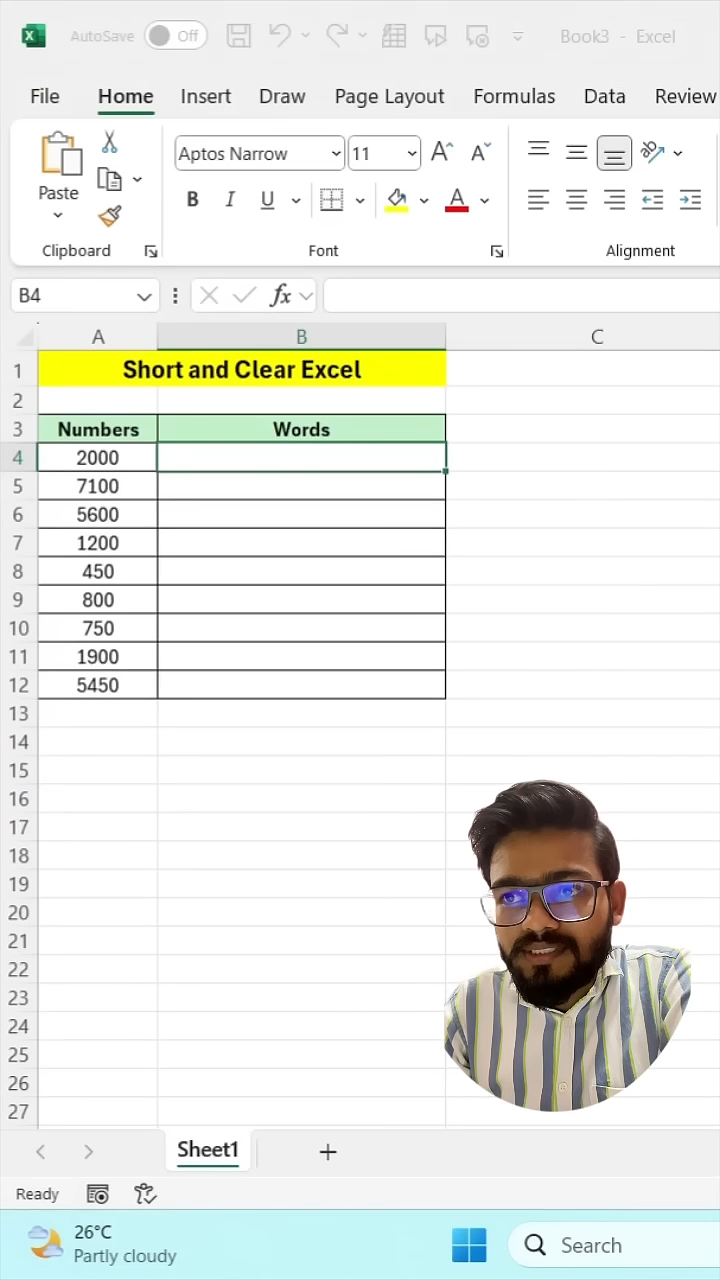 AutoSave Off Book3 - Excel
File Home Insert Draw Page Layout Formulas Data Review
Paste Aptos Narrow 11 A A
B I U A
Clipboard Font Alignment
B4 fx
A B C
1 Short and Clear Excel
2
3 Numbers Words
4 2000
5 7100
6 5600
7 1200
8 450
9 800
10 750
11 1900
12 5450
13
14
15
16
17
18
19
20
21
22
23
24
25
26
27
Sheet1 +
Ready
26°C
Partly cloudy
Search